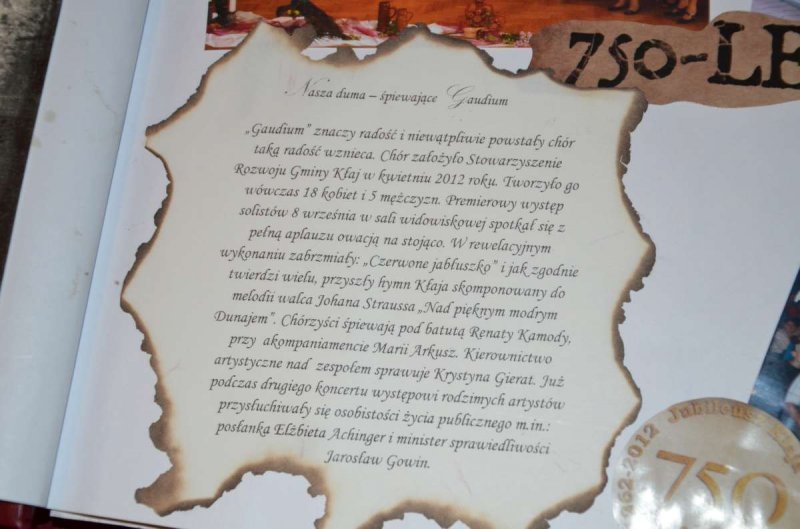 750-LE
Nasza duma – śpiewające Gaudium
„Gaudium” znaczy radość i niewątpliwie powstały chór
taką radość wznieca. Chór założyło Stowarzyszenie
Rozwoju Gminy Kłaj w kwietniu 2012 roku. Tworzyło go
wówczas 18 kobiet i 5 mężczyzn. Premierowy występ
solistów 8 września w sali widowiskowej spotkał się z
pełną aplauzu owacją na stojąco. W rewelacyjnym
wykonaniu zabrzmiały: „Czerwone jabłuszko” i jak zgodnie
twierdzi wielu, przyszły hymn Kłaja skomponowany do
melodii walca Johana Straussa „Nad pięknym modrym
Dunajem”. Chórzyści śpiewają pod batutą Renaty Kamody,
przy akompaniamencie Marii Arkusz. Kierownictwo
artystyczne nad zespołem sprawuje Krystyna Gierat. Już
podczas drugiego koncertu występowi rodzimych artystów
przysłuchiwały się osobistości życia publicznego m.in.:
posłanka Elżbieta Achinger i minister sprawiedliwości
Jarosław Gowin.
262-2012 Jubileusz
750